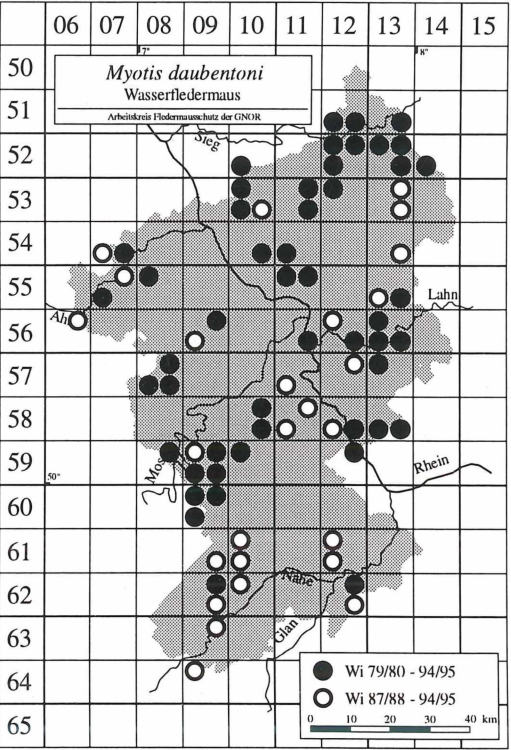 06 07 08 09 10 11 12 13 14 15
7° 8°
50
Myotis daubentoni
Wasserfledermaus
Arbeitskreis Fledermausschutz der GNOR
51
Sieg
52
53
54
55
Lahn
Ah
56
57
58
59
Mos
Rhein
50°
60
61
Nahe
62
Glan
63
64
Wi 79/80 - 94/95
Wi 87/88 - 94/95
0 10 20 30 40 km
65